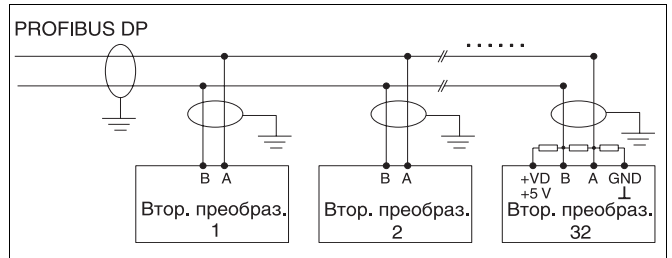 PROFIBUS DP
B A
Втор. преобраз.
1
B A
Втор. преобраз.
2
+VD B A GND
+5 V
Втор. преобраз.
32